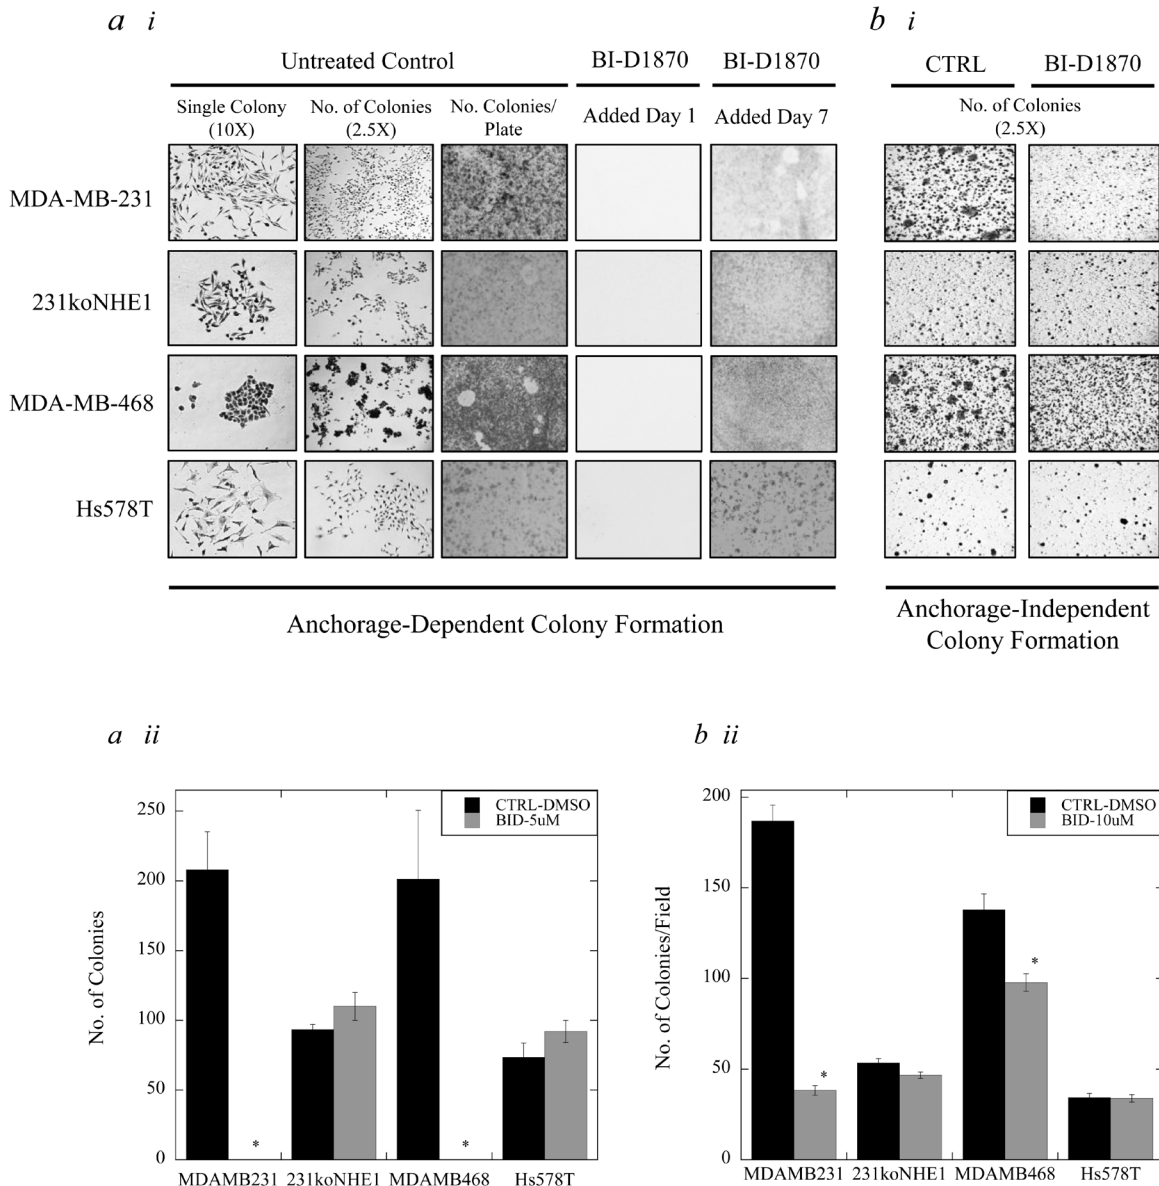 a i
b i
Untreated Control
BI-D1870
BI-D1870
CTRL
BI-D1870
Single Colony
(10X)
No. of Colonies
(2.5X)
No. Colonies/
Plate
Added Day 1
Added Day 7
No. of Colonies
(2.5X)
MDA-MB-231
231koNHE1
MDA-MB-468
Hs578T
Anchorage-Dependent Colony Formation
Anchorage-Independent
Colony Formation
a ii
No. of Colonies
250
200
150
100
50
0
CTRL-DMSO
BID-5uM
*
*
MDAMB231
231koNHE1
MDAMB468
Hs578T
b ii
No. of Colonies/Field
200
150
100
50
0
CTRL-DMSO
BID-10uM
*
*
MDAMB231
231koNHE1
MDAMB468
Hs578T